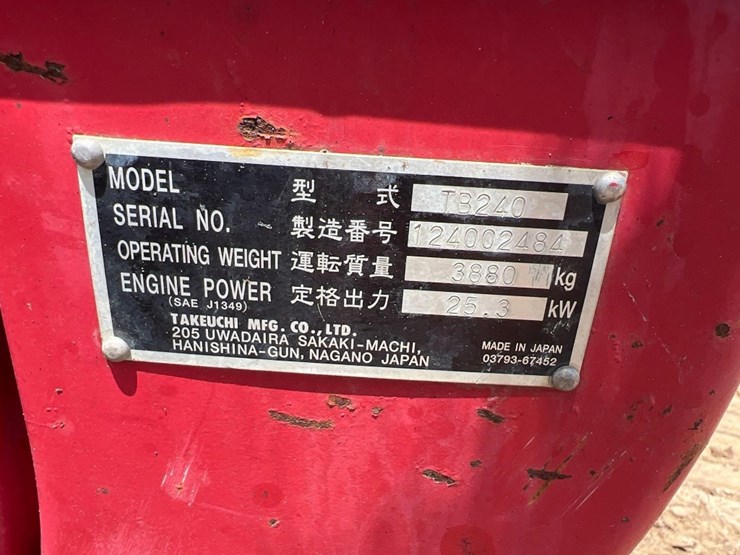 MODEL 型式 TB240
SERIAL NO. 製造番号 124002484
OPERATING WEIGHT 運転質量 3880 kg
ENGINE POWER 定格出力 25.3 kW
(SAE J1349)
TAKEUCHI MFG. CO., LTD.
205 UWADAIRA SAKAKI-MACHI,
HANISHINA-GUN, NAGANO JAPAN
MADE IN JAPAN
03793-67452